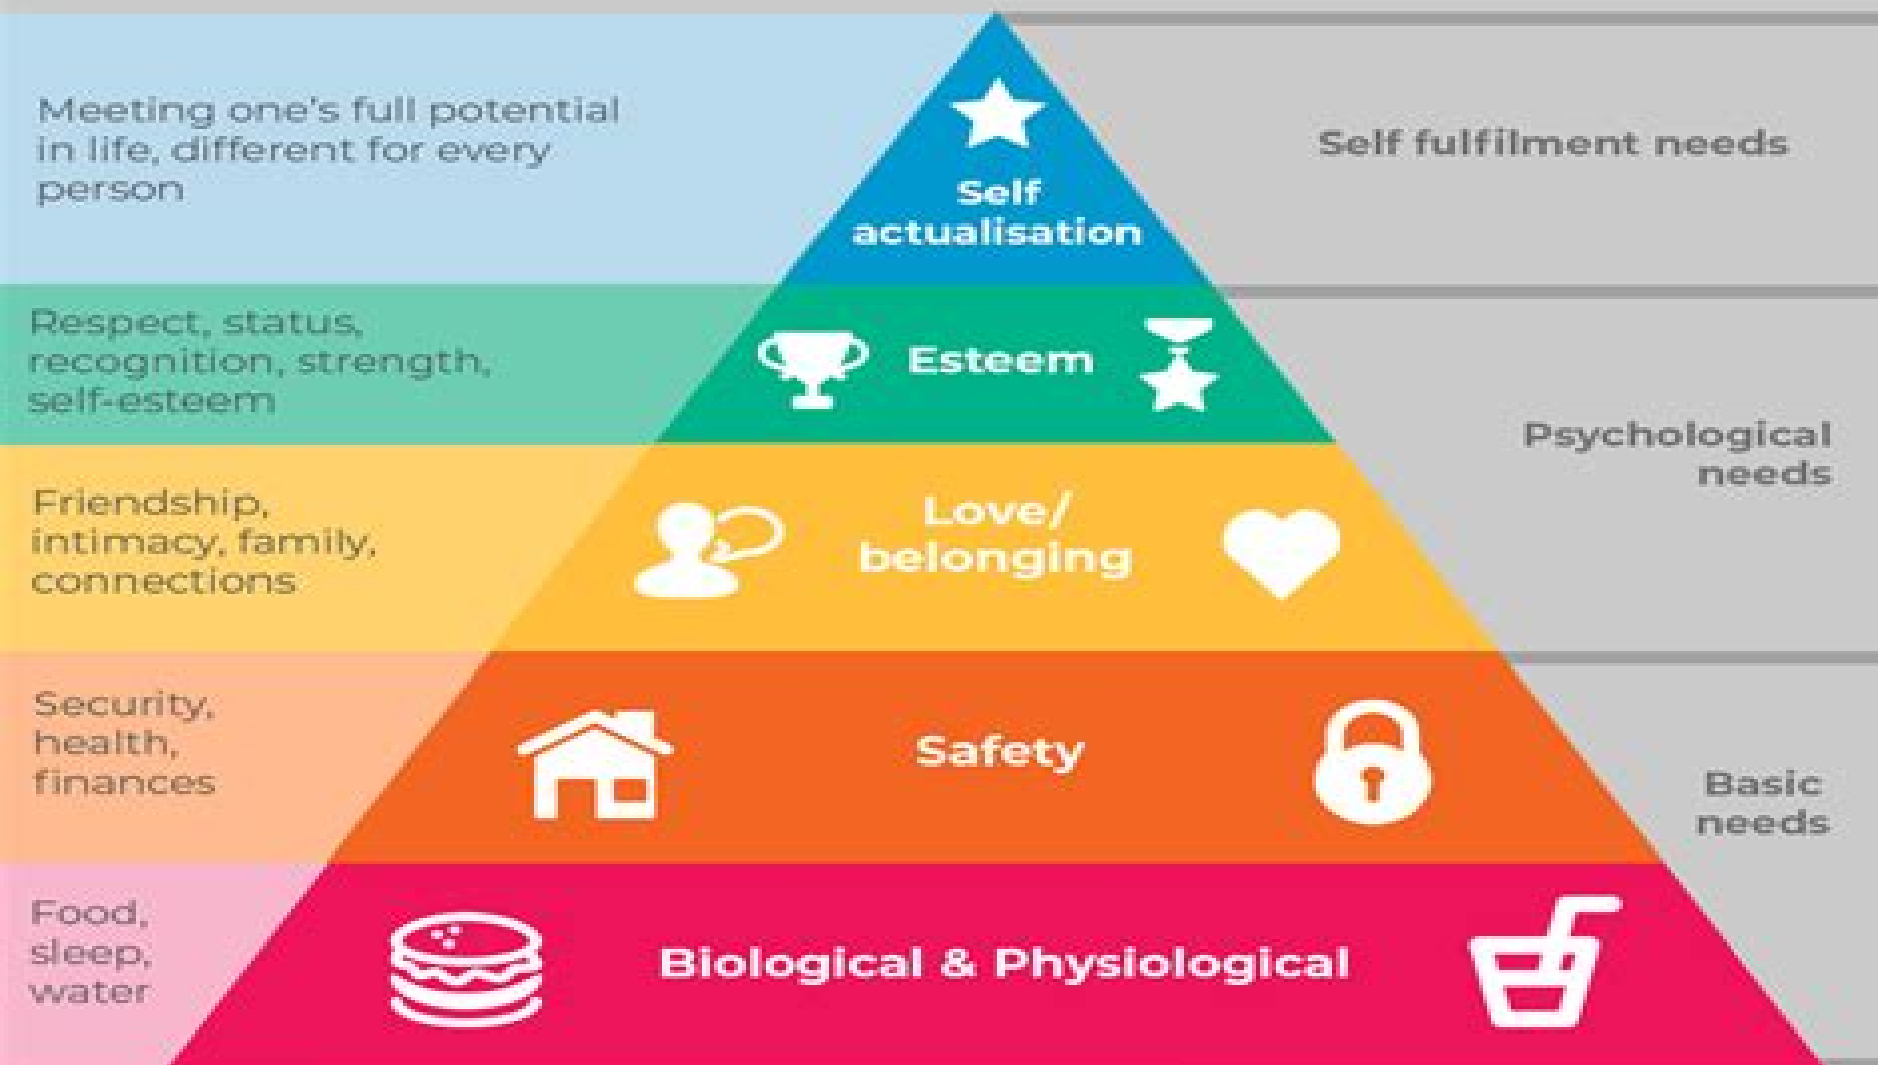 Meeting one's full potential
in life, different for every
person
Self
actualisation
Self fulfilment needs
Respect, status,
recognition, strength,
self-esteem
Esteem
Psychological
needs
Friendship,
intimacy, family,
connections
Love/
belonging
Security,
health,
finances
Safety
Basic
needs
Food,
sleep,
water
Biological & Physiological